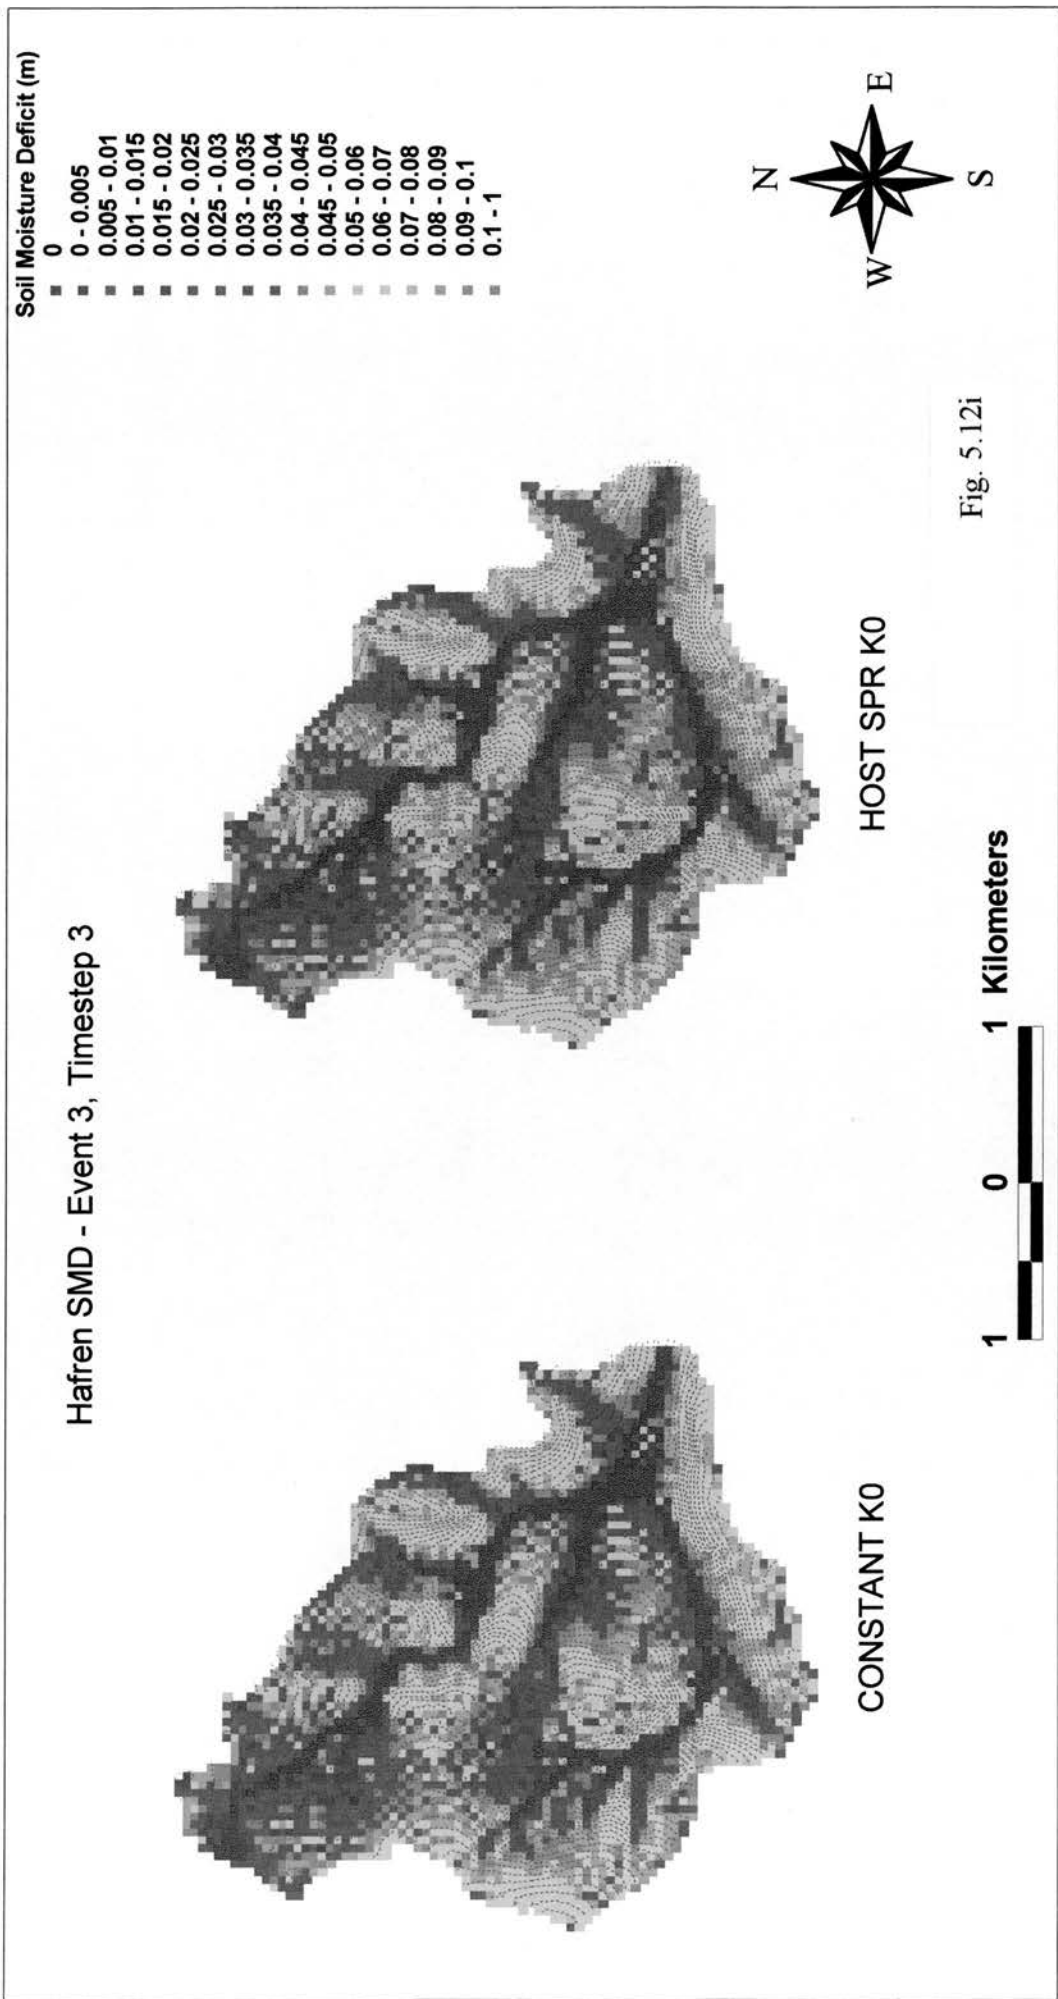 Hafren SMD - Event 3, Timestep 3
Soil Moisture Deficit (m)
0
0 - 0.005
0.005 - 0.01
0.01 - 0.015
0.015 - 0.02
0.02 - 0.025
0.025 - 0.03
0.03 - 0.035
0.035 - 0.04
0.04 - 0.045
0.045 - 0.05
0.05 - 0.06
0.06 - 0.07
0.07 - 0.08
0.08 - 0.09
0.09 - 0.1
0.1 - 1
CONSTANT K0
HOST SPR K0
N
W
E
S
Fig. 5.12i
1 0 1 Kilometers